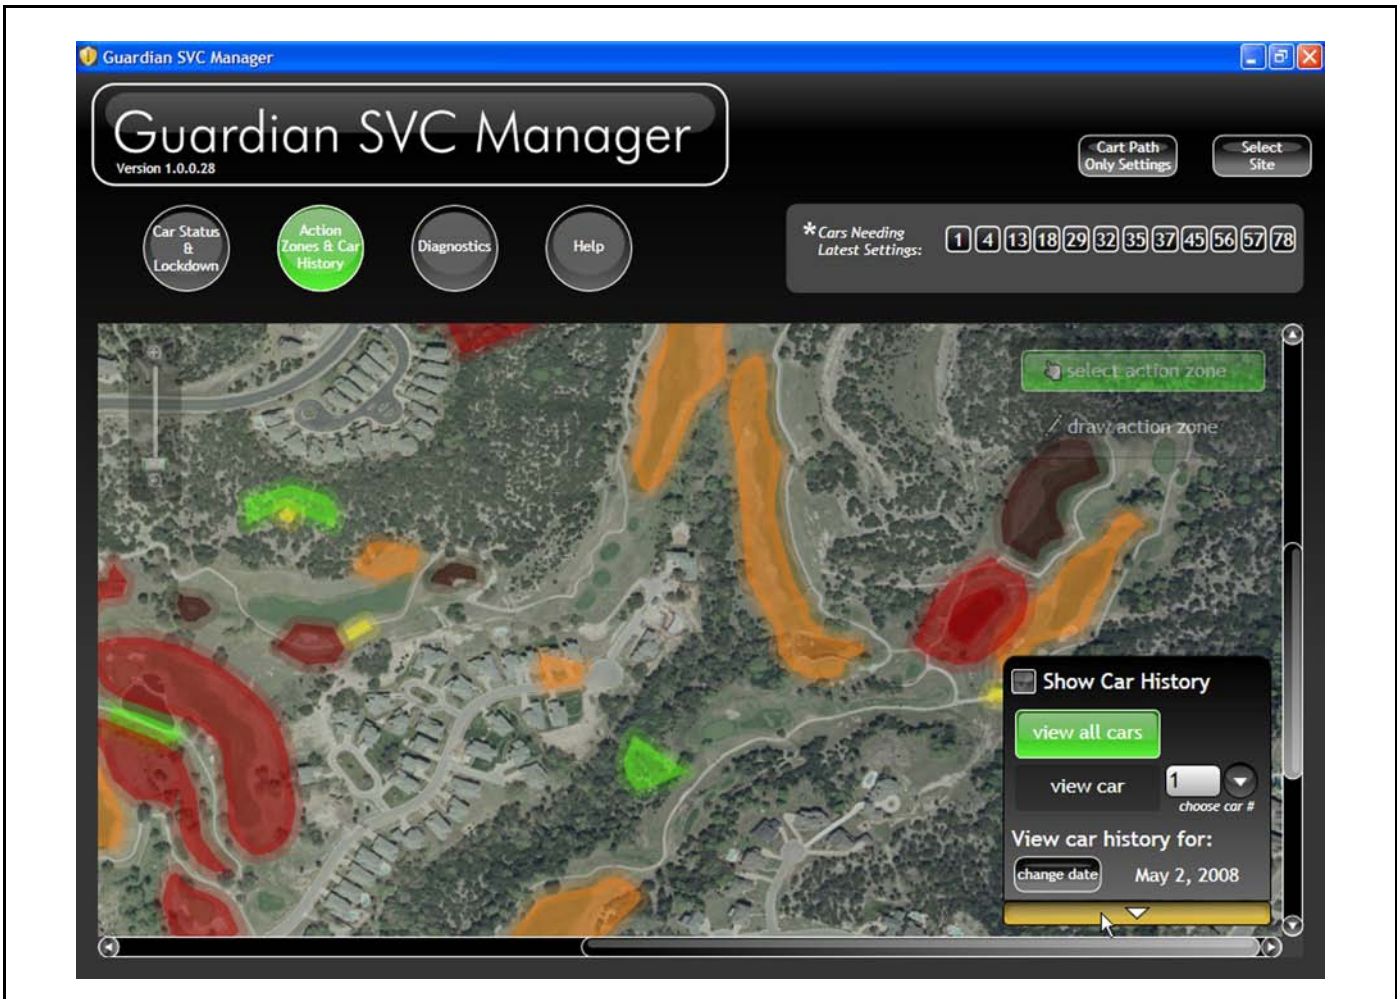 Guardian SVC Manager
Guardian SVC Manager
Version 1.0.0.28
Cart Path
Only Settings
Select
Site
Car Status
&
Lockdown
Action
Zones & Car
History
Diagnostics
Help
*Cars Needing
Latest Settings:
1 4 13 18 29 32 35 37 45 56 57 78
select action zone
draw action zone
Show Car History
view all cars
view car
1
choose car #
View car history for:
change date
May 2, 2008